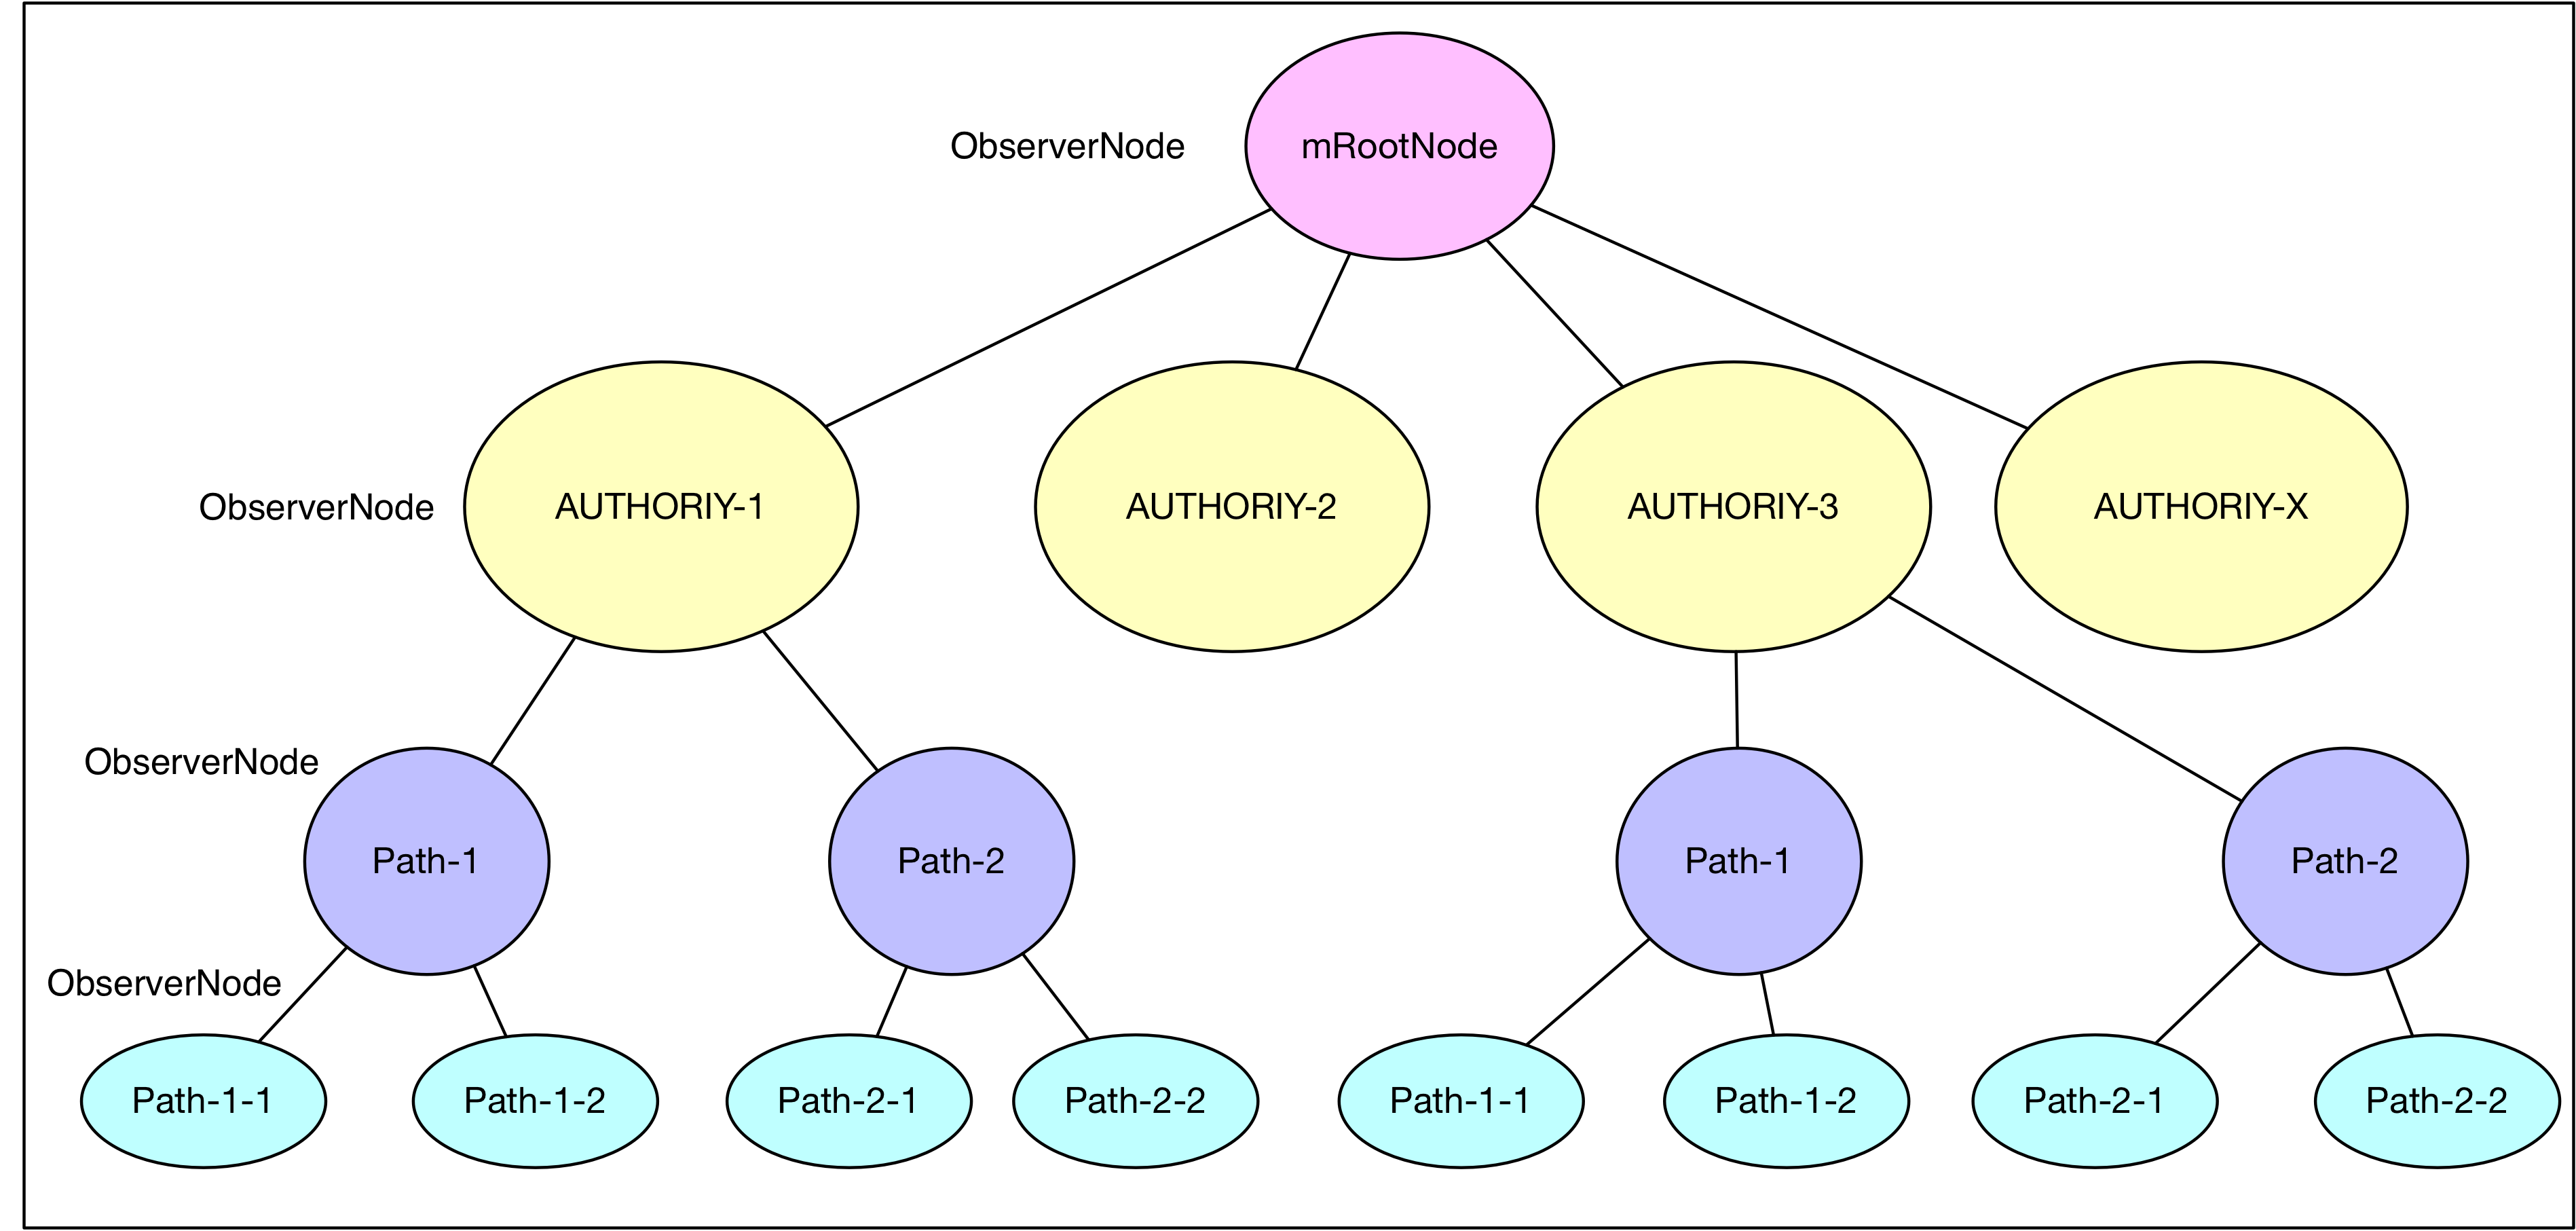 ObserverNode
mRootNode
ObserverNode
AUTHORIY-1
AUTHORIY-2
AUTHORIY-3
AUTHORIY-X
ObserverNode
Path-1
Path-2
Path-1
Path-2
ObserverNode
Path-1-1
Path-1-2
Path-2-1
Path-2-2
Path-1-1
Path-1-2
Path-2-1
Path-2-2